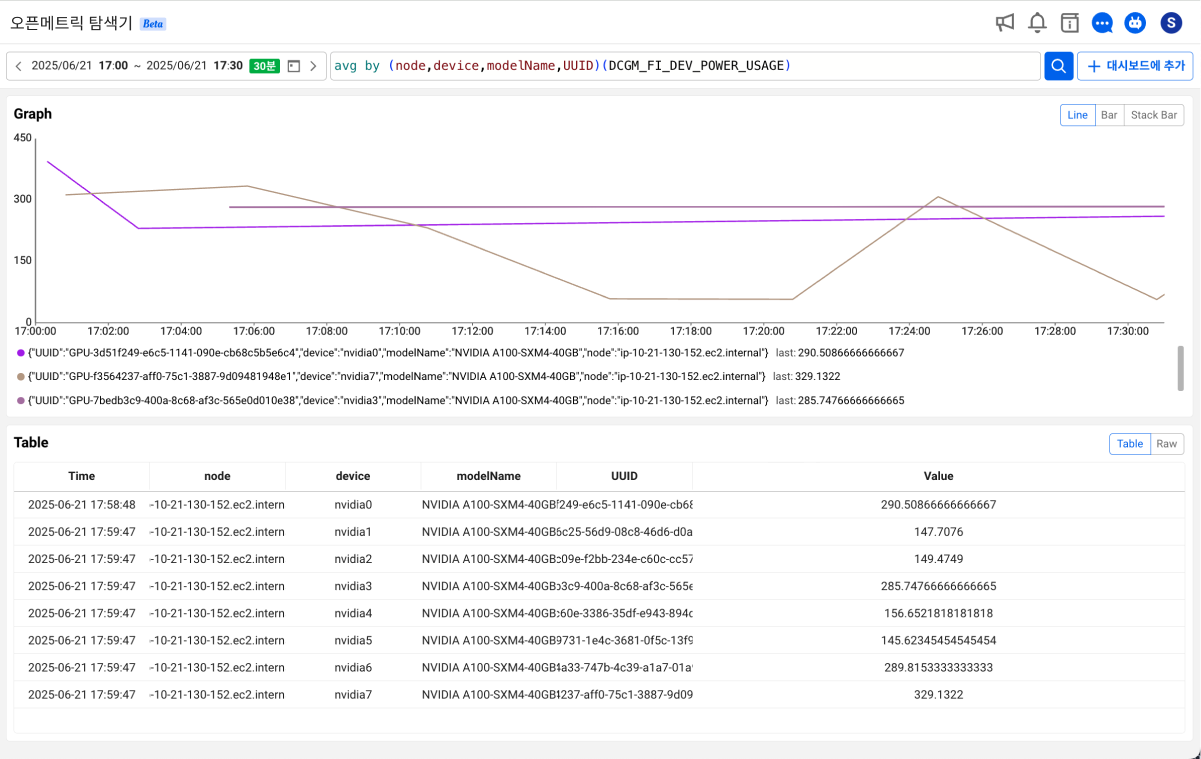 오픈메트릭 탐색기 Beta
S
2025/06/21 17:00 ~ 2025/06/21 17:30 30분 avg by (node,device,modelName,UUID)(DCGM_FI_DEV_POWER_USAGE) 대시보드에 추가
Graph
Line Bar Stack Bar
450
300
150
0
17:00:00 17:02:00 17:04:00 17:06:00 17:08:00 17:10:00 17:12:00 17:14:00 17:16:00 17:18:00 17:20:00 17:22:00 17:24:00 17:26:00 17:28:00 17:30:00
{"UUID":"GPU-3d51f249-e6c5-1141-090e-cb68c5b5e6c4","device":"nvidia0","modelName":"NVIDIA A100-SXM4-40GB","node":"ip-10-21-130-152.ec2.internal"} last: 290.50866666666667
{"UUID":"GPU-f3564237-aff0-75c1-3887-9d09481948e1","device":"nvidia7","modelName":"NVIDIA A100-SXM4-40GB","node":"ip-10-21-130-152.ec2.internal"} last: 329.1322
{"UUID":"GPU-7bedb3c9-400a-8c68-af3c-565e0d010e38","device":"nvidia3","modelName":"NVIDIA A100-SXM4-40GB","node":"ip-10-21-130-152.ec2.internal"} last: 285.74766666666665
Table
Table Raw
Time node device modelName UUID Value
2025-06-21 17:58:48 -10-21-130-152.ec2.intern nvidia0 NVIDIA A100-SXM4-40GB f249-e6c5-1141-090e-cb68 290.50866666666667
2025-06-21 17:59:47 -10-21-130-152.ec2.intern nvidia1 NVIDIA A100-SXM4-40GB 6c25-56d9-08c8-46d6-d0a 147.7076
2025-06-21 17:59:47 -10-21-130-152.ec2.intern nvidia2 NVIDIA A100-SXM4-40GB 09e-f2bb-234e-c60c-cc57 149.4749
2025-06-21 17:59:47 -10-21-130-152.ec2.intern nvidia3 NVIDIA A100-SXM4-40GB b3c9-400a-8c68-af3c-565e 285.74766666666665
2025-06-21 17:59:47 -10-21-130-152.ec2.intern nvidia4 NVIDIA A100-SXM4-40GB 60e-3386-35df-e943-894c 156.6521818181818
2025-06-21 17:59:47 -10-21-130-152.ec2.intern nvidia5 NVIDIA A100-SXM4-40GB 9731-1e4c-3681-0f5c-13f9 145.62345454545454
2025-06-21 17:59:47 -10-21-130-152.ec2.intern nvidia6 NVIDIA A100-SXM4-40GB 4a33-747b-4c39-a1a7-01a 289.8153333333333
2025-06-21 17:59:47 -10-21-130-152.ec2.intern nvidia7 NVIDIA A100-SXM4-40GB 4237-aff0-75c1-3887-9d09 329.1322